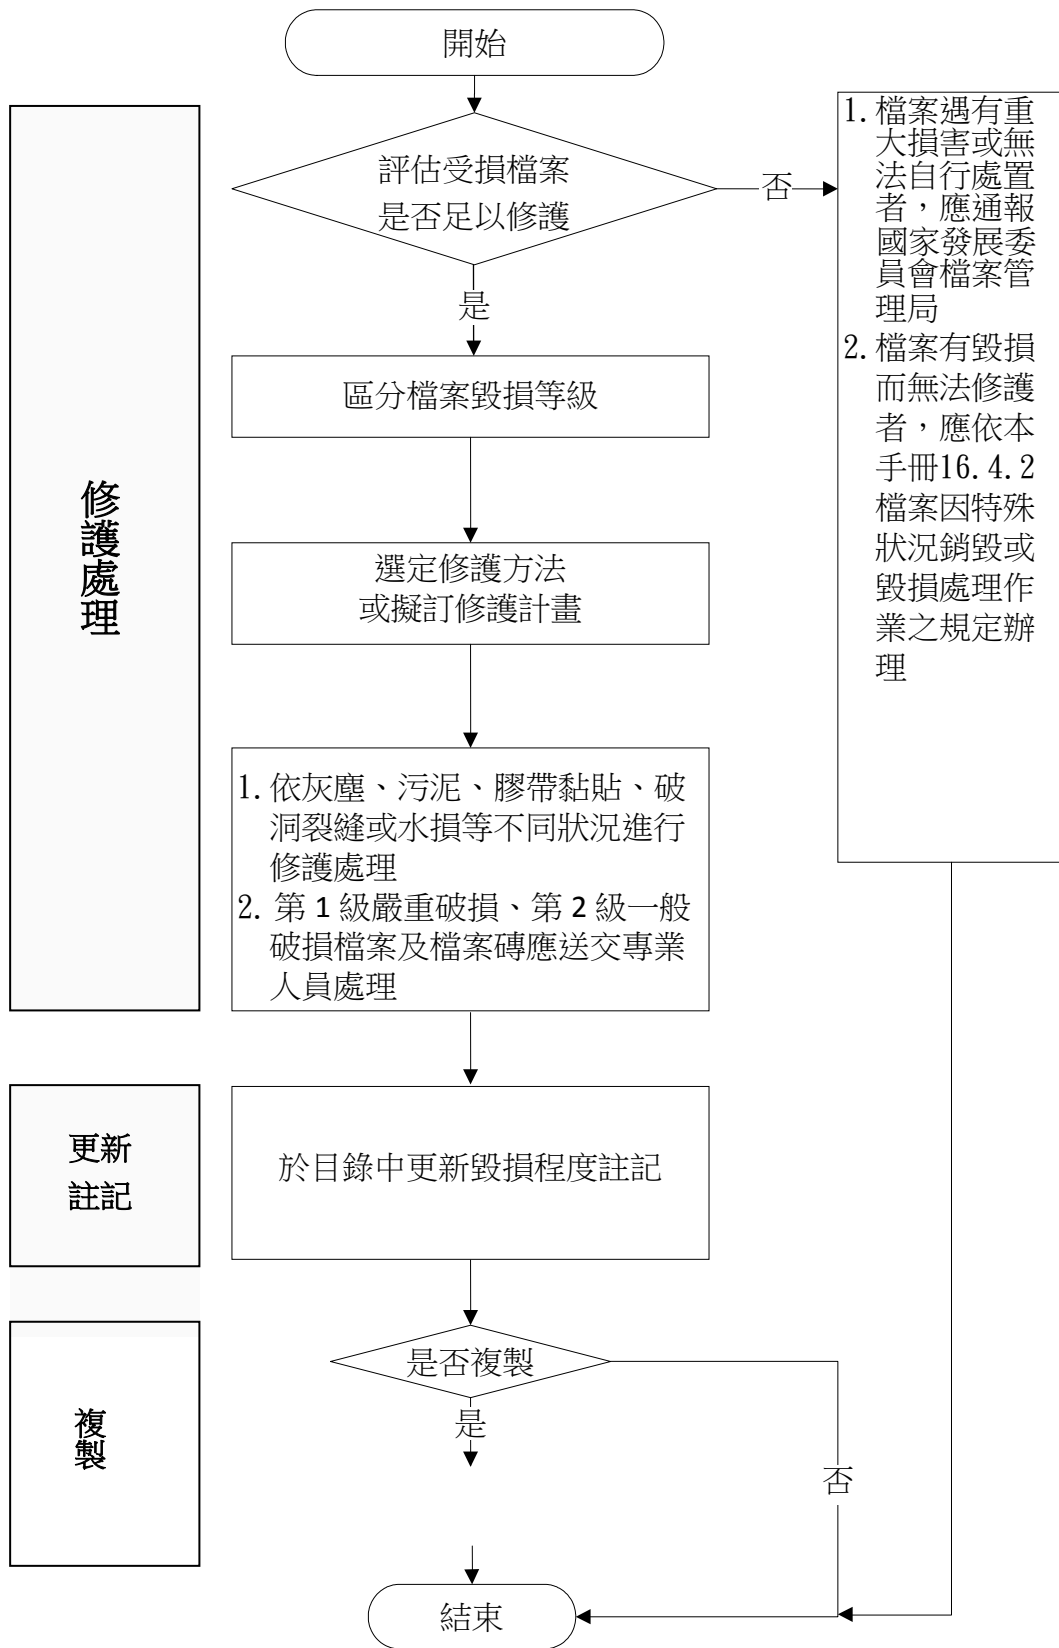 開始
評估受損檔案
是否足以修護
否
是
1. 檔案遇有重
大損害或無
法自行處置
者，應通報
國家發展委
員會檔案管
理局
2. 檔案有毀損
而無法修護
者，應依本
手冊16.4.2
檔案因特殊
狀況銷毀或
毀損處理作
業之規定辦
理
修護處理
區分檔案毀損等級
選定修護方法
或擬訂修護計畫
1. 依灰塵、污泥、膠帶黏貼、破
洞裂縫或水損等不同狀況進行
修護處理
2. 第 1 級嚴重破損、第 2 級一般
破損檔案及檔案磚應送交專業
人員處理
更新
註記
於目錄中更新毀損程度註記
複製
是否複製
是
否
結束